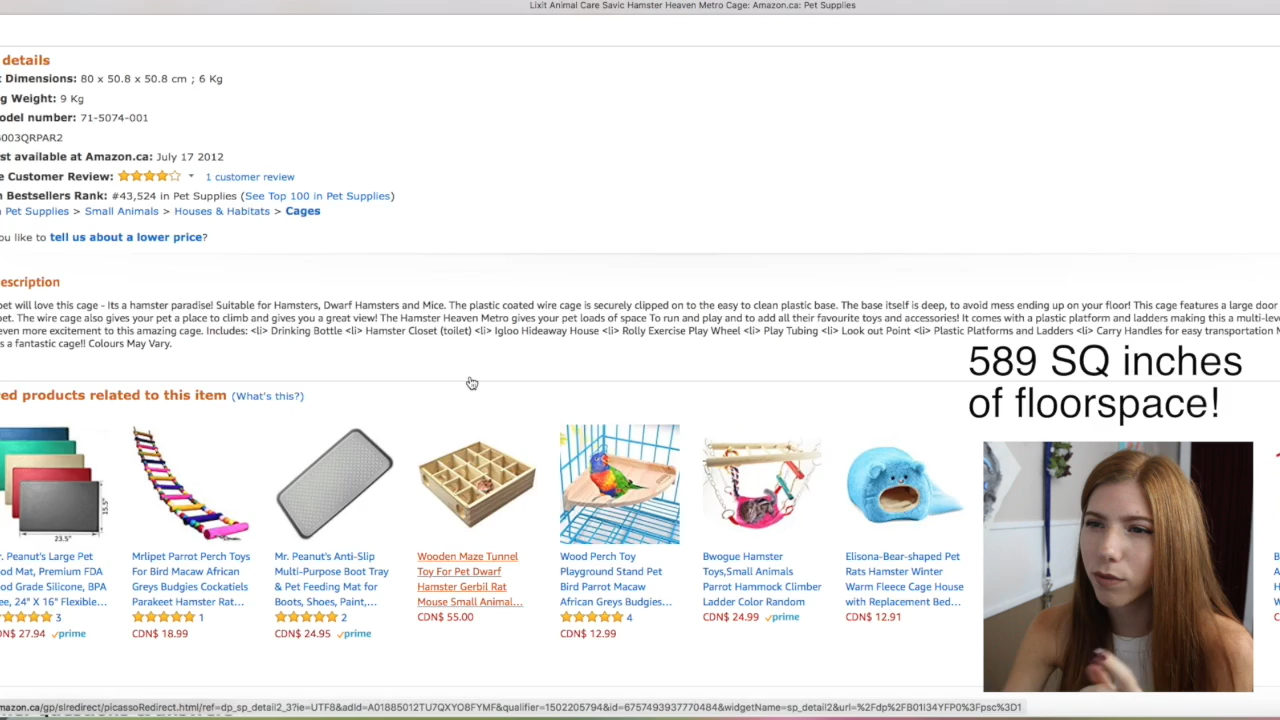 Lixit Animal Care Savic Hamster Heaven Metro Cage: Amazon.ca: Pet Supplies
details
t Dimensions: 80 x 50.8 x 50.8 cm ; 6 Kg
g Weight: 9 Kg
odel number: 71-5074-001
003QRPAR2
st available at Amazon.ca: July 17 2012
e Customer Review: 1 customer review
n Bestsellers Rank: #43,524 in Pet Supplies (See Top 100 in Pet Supplies)
Pet Supplies > Small Animals > Houses & Habitats > Cages
ou like to tell us about a lower price?
escription
pet will love this cage - its a hamster paradise! Suitable for Hamsters, Dwarf Hamsters and Mice. The plastic coated wire cage is securely clipped on to the easy to clean plastic base. The base itself is deep, to avoid mess ending up on your floor! This cage features a large door
pet. The wire cage also gives your pet a place to climb and gives you a great view! The Hamster Heaven Metro gives your pet loads of space To run and play and to add all their favourite toys and accessories! It comes with a plastic platform and ladders making this a multi-leve
even more excitement to this amazing cage. Includes: <li> Drinking Bottle <li> Hamster Closet (toilet) <li> Igloo Hideaway House <li> Rolly Exercise Play Wheel <li> Play Tubing <li> Look out Point <li> Plastic Platforms and Ladders <li> Carry Handles for easy transportation
s a fantastic cage!! Colours May Vary.
589 SQ inches
of floorspace!
ed products related to this item (What's this?)
15.5"
23.5"
r. Peanut's Large Pet
od Mat, Premium FDA
od Grade Silicone, BPA
ee, 24" X 16" Flexible...
3
DN$ 27.94 prime
Mrlipet Parrot Perch Toys
For Bird Macaw African
Greys Budgies Cockatiels
Parakeet Hamster Rat...
1
CDN$ 18.99
Mr. Peanut's Anti-Slip
Multi-Purpose Boot Tray
& Pet Feeding Mat for
Boots, Shoes, Paint,...
2
CDN$ 24.95 prime
Wooden Maze Tunnel
Toy For Pet Dwarf
Hamster Gerbil Rat
Mouse Small Animal...
CDN$ 55.00
Wood Perch Toy
Playground Stand Pet
Bird Parrot Macaw
African Greys Budgies...
4
CDN$ 12.99
Bwogue Hamster
Toys,Small Animals
Parrot Hammock Climber
Ladder Color Random
CDN$ 24.99 prime
Elisona-Bear-shaped Pet
Rats Hamster Winter
Warm Fleece Cage House
with Replacement Bed...
CDN$ 12.91
mazon.ca/gp/slredirect/picassoRedirect.html/ref=dp_sp_detail2_3?ie=UTF8&adId=A01885012TU7QXYO8FYMF&qualifier=1502205794&id=6757493937770484&widgetName=sp_detail2&url=%2Fdp%2FB01I34YFP0%3Fpsc%3D1